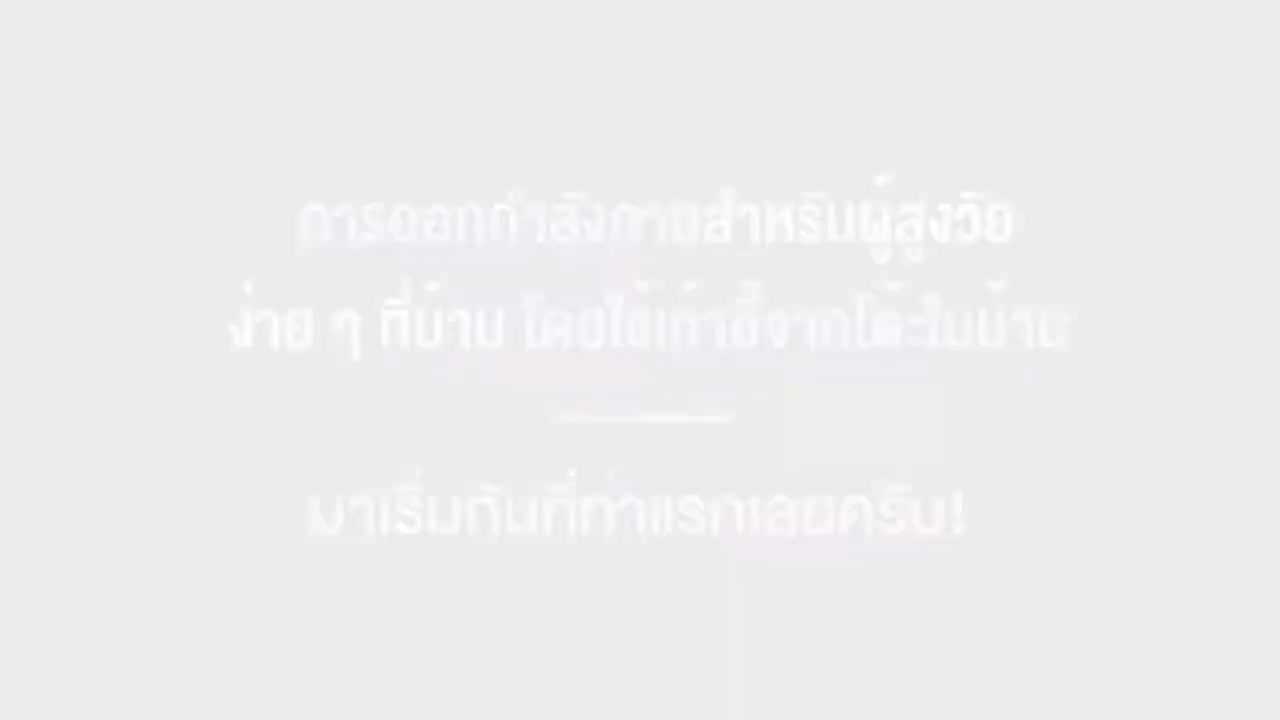 การออกกำลังกายสำหรับผู้สูงวัย
ง่าย ๆ ที่บ้าน โดยใช้เก้าอี้จากโต๊ะในบ้าน
มาเริ่มกันที่ท่าแรกเลยครับ!